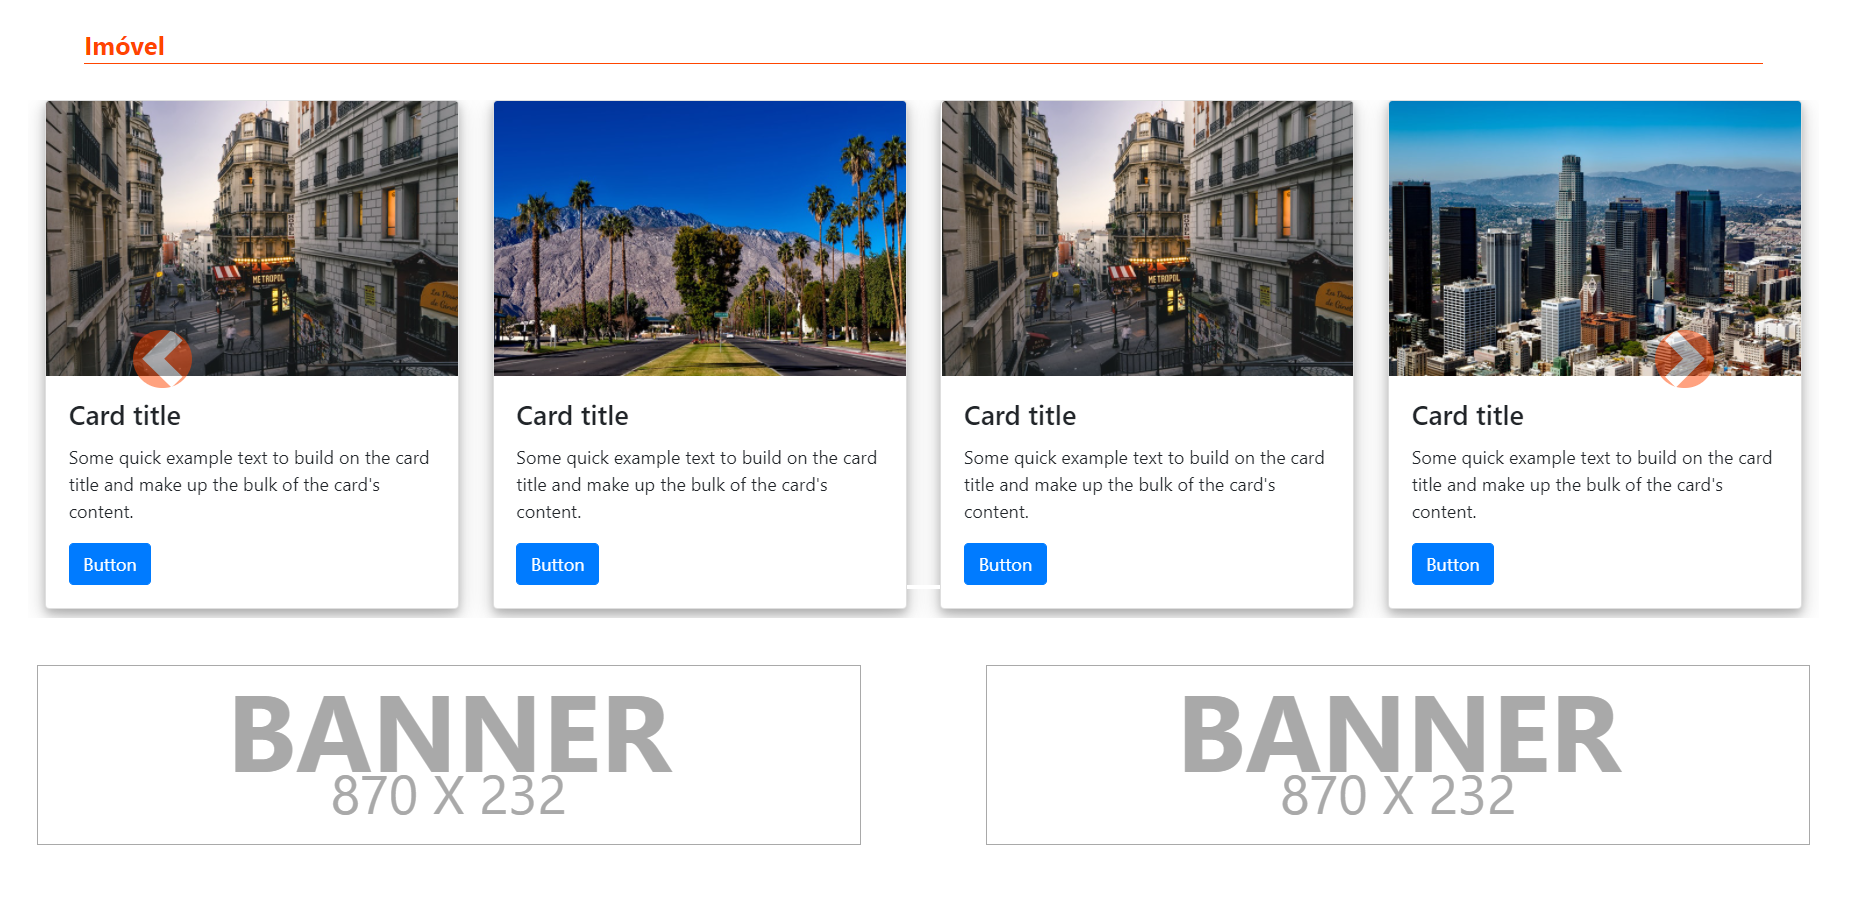 Imóvel
METROPOL
METROPOL
Card title
Some quick example text to build on the card
title and make up the bulk of the card's
content.
Button
Card title
Some quick example text to build on the card
title and make up the bulk of the card's
content.
Button
Card title
Some quick example text to build on the card
title and make up the bulk of the card's
content.
Button
Card title
Some quick example text to build on the card
title and make up the bulk of the card's
content.
Button
BANNER
870 X 232
BANNER
870 X 232